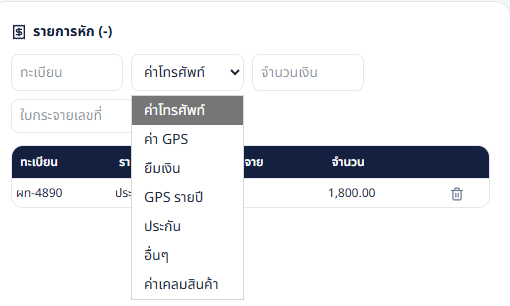 รายการหัก (-)
ทะเบียน ค่าโทรศัพท์ จำนวนเงิน
ใบกระจายเลขที่
ค่าโทรศัพท์
ค่า GPS
ยืมเงิน
GPS รายปี
ประกัน
อื่นๆ
ค่าเคลมสินค้า
ทะเบียน รา จาย จำนวน
ผท-4890 ประ 1,800.00